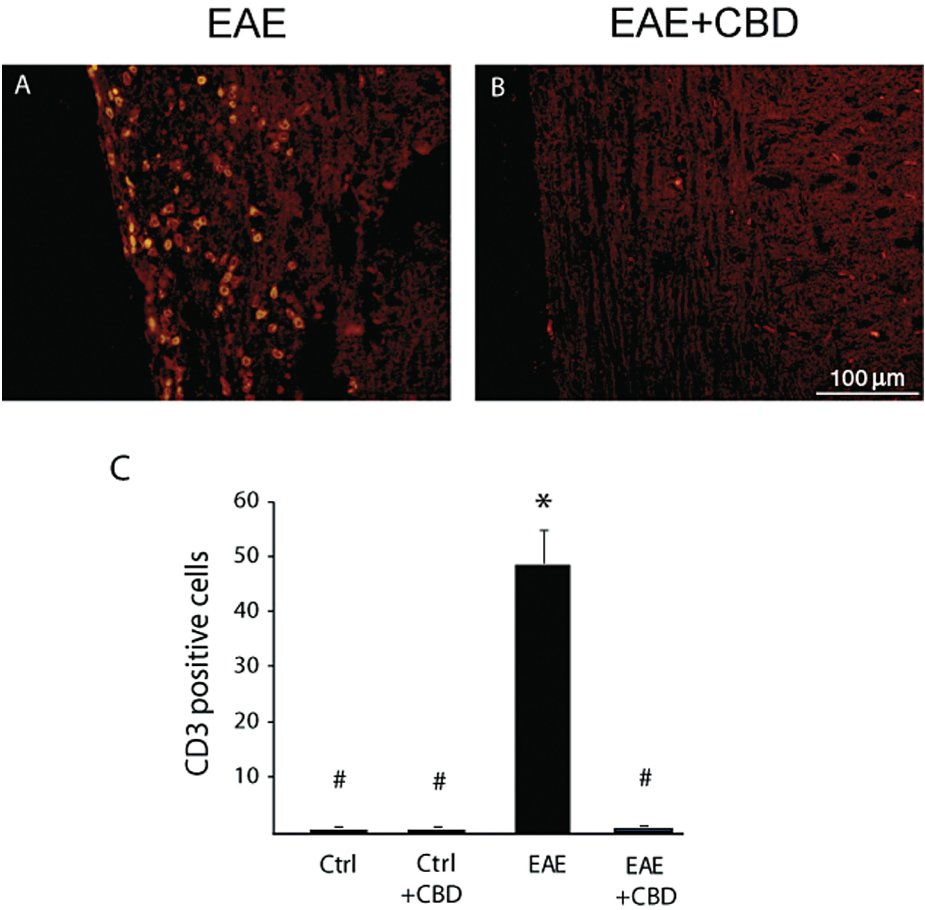 EAE EAE+CBD
A B
100 µm
C
60
*
50
40
30
20
10
CD3 positive cells
# # #
Ctrl Ctrl EAE EAE
+CBD +CBD